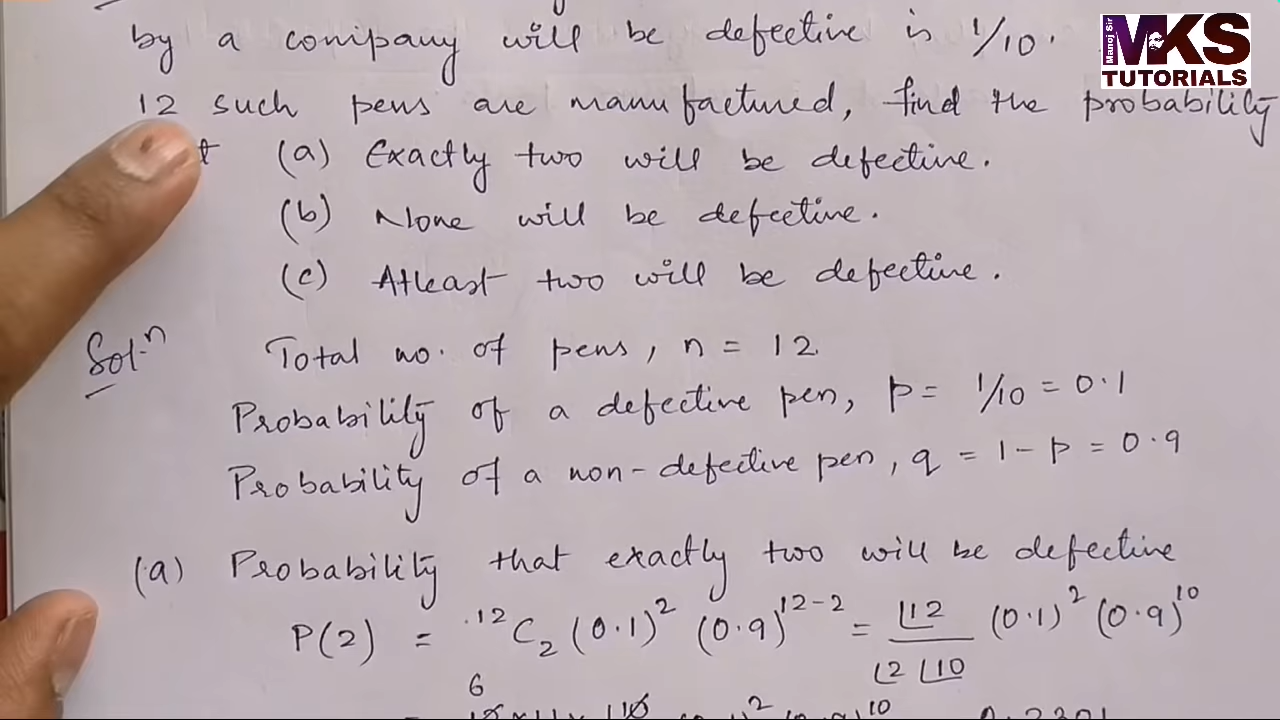 by a company will be defective is 1/10.
12 such pens are manufactured, find the probability
(a) Exactly two will be defective.
(b) None will be defective.
(c) Atleast two will be defective.
Sol.n Total no. of pens, n = 12
Probability of a defective pen, p = 1/10 = 0.1
Probability of a non-defective pen, q = 1 - p = 0.9
(a) Probability that exactly two will be defective
P(2) = ¹²C₂ (0.1)² (0.9)¹²⁻² = ∟12 / ∟2 ∟10 (0.1)² (0.9)¹⁰
6
Manoj Sir
MKS
TUTORIALS